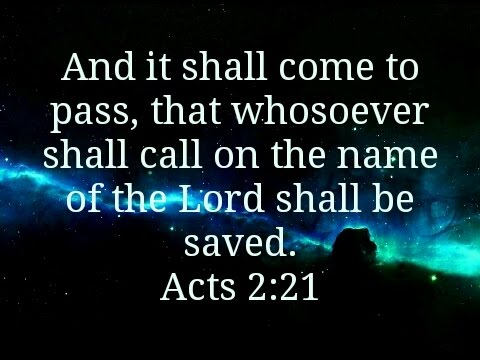 And it shall come to
pass, that whosoever
shall call on the name
of the Lord shall be
saved.
Acts 2:21